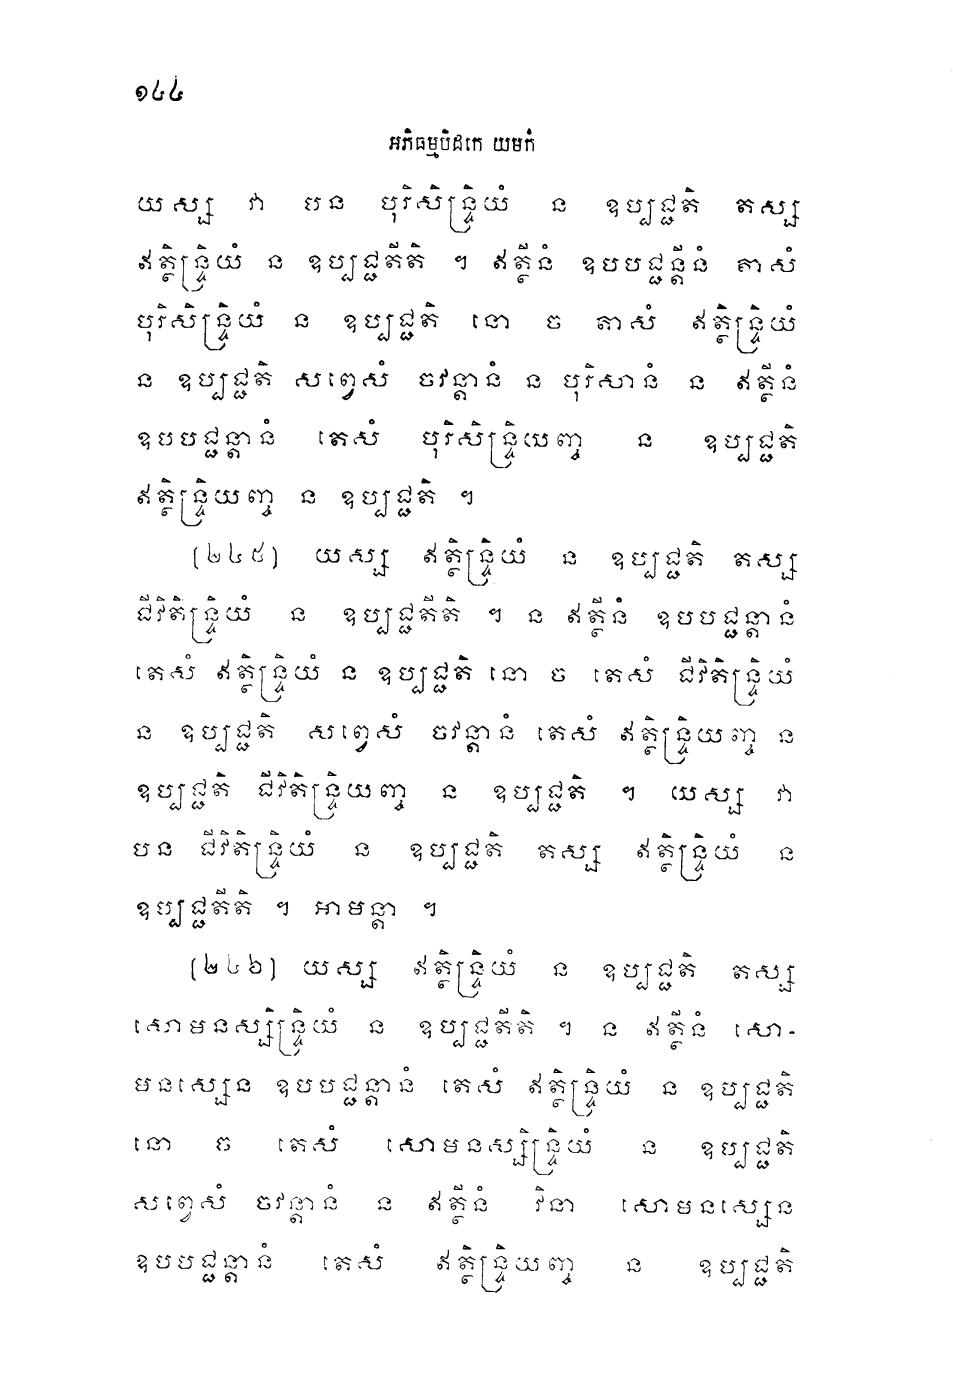 ១៤៤
អភិធម្មបិដកេ យមកំ
យស្ស វា បន បុរិសិន្ទ្រិយំ ន ឧប្បជ្ជតិ តស្ស
ឥត្ថិន្ទ្រិយំ ន ឧប្បជ្ជតីតិ ។ ឥត្ថីនំ ឧបបជ្ជន្តីនំ តាសំ
បុរិសិន្ទ្រិយំ ន ឧប្បជ្ជតិ នោ ច តាសំ ឥត្ថិន្ទ្រិយំ
ន ឧប្បជ្ជតិ សព្វេសំ ចវន្តានំ ន បុរិសានំ ន ឥត្ថីនំ
ឧបបជ្ជន្តានំ តេសំ បុរិសិន្ទ្រិយញ្ច ន ឧប្បជ្ជតិ
ឥត្ថិន្ទ្រិយញ្ច ន ឧប្បជ្ជតិ ។
(២៤៥) យស្ស ឥត្ថិន្ទ្រិយំ ន ឧប្បជ្ជតិ តស្ស
ជីវិតិន្ទ្រិយំ ន ឧប្បជ្ជតីតិ ។ ន ឥត្ថីនំ ឧបបជ្ជន្តានំ
តេសំ ឥត្ថិន្ទ្រិយំ ន ឧប្បជ្ជតិ នោ ច តេសំ ជីវិតិន្ទ្រិយំ
ន ឧប្បជ្ជតិ សព្វេសំ ចវន្តានំ តេសំ ឥត្ថិន្ទ្រិយញ្ច ន
ឧប្បជ្ជតិ ជីវិតិន្ទ្រិយញ្ច ន ឧប្បជ្ជតិ ។ យស្ស វា
បន ជីវិតិន្ទ្រិយំ ន ឧប្បជ្ជតិ តស្ស ឥត្ថិន្ទ្រិយំ ន
ឧប្បជ្ជតីតិ ។ អាមន្តា ។
(២៤៦) យស្ស ឥត្ថិន្ទ្រិយំ ន ឧប្បជ្ជតិ តស្ស
សោមនស្សិន្ទ្រិយំ ន ឧប្បជ្ជតីតិ ។ ន ឥត្ថីនំ សោ-
មនស្សេន ឧបបជ្ជន្តានំ តេសំ ឥត្ថិន្ទ្រិយំ ន ឧប្បជ្ជតិ
នោ ច តេសំ សោមនស្សិន្ទ្រិយំ ន ឧប្បជ្ជតិ
សព្វេសំ ចវន្តានំ ន ឥត្ថីនំ វិនា សោមនស្សេន
ឧបបជ្ជន្តានំ តេសំ ឥត្ថិន្ទ្រិយញ្ច ន ឧប្បជ្ជតិ